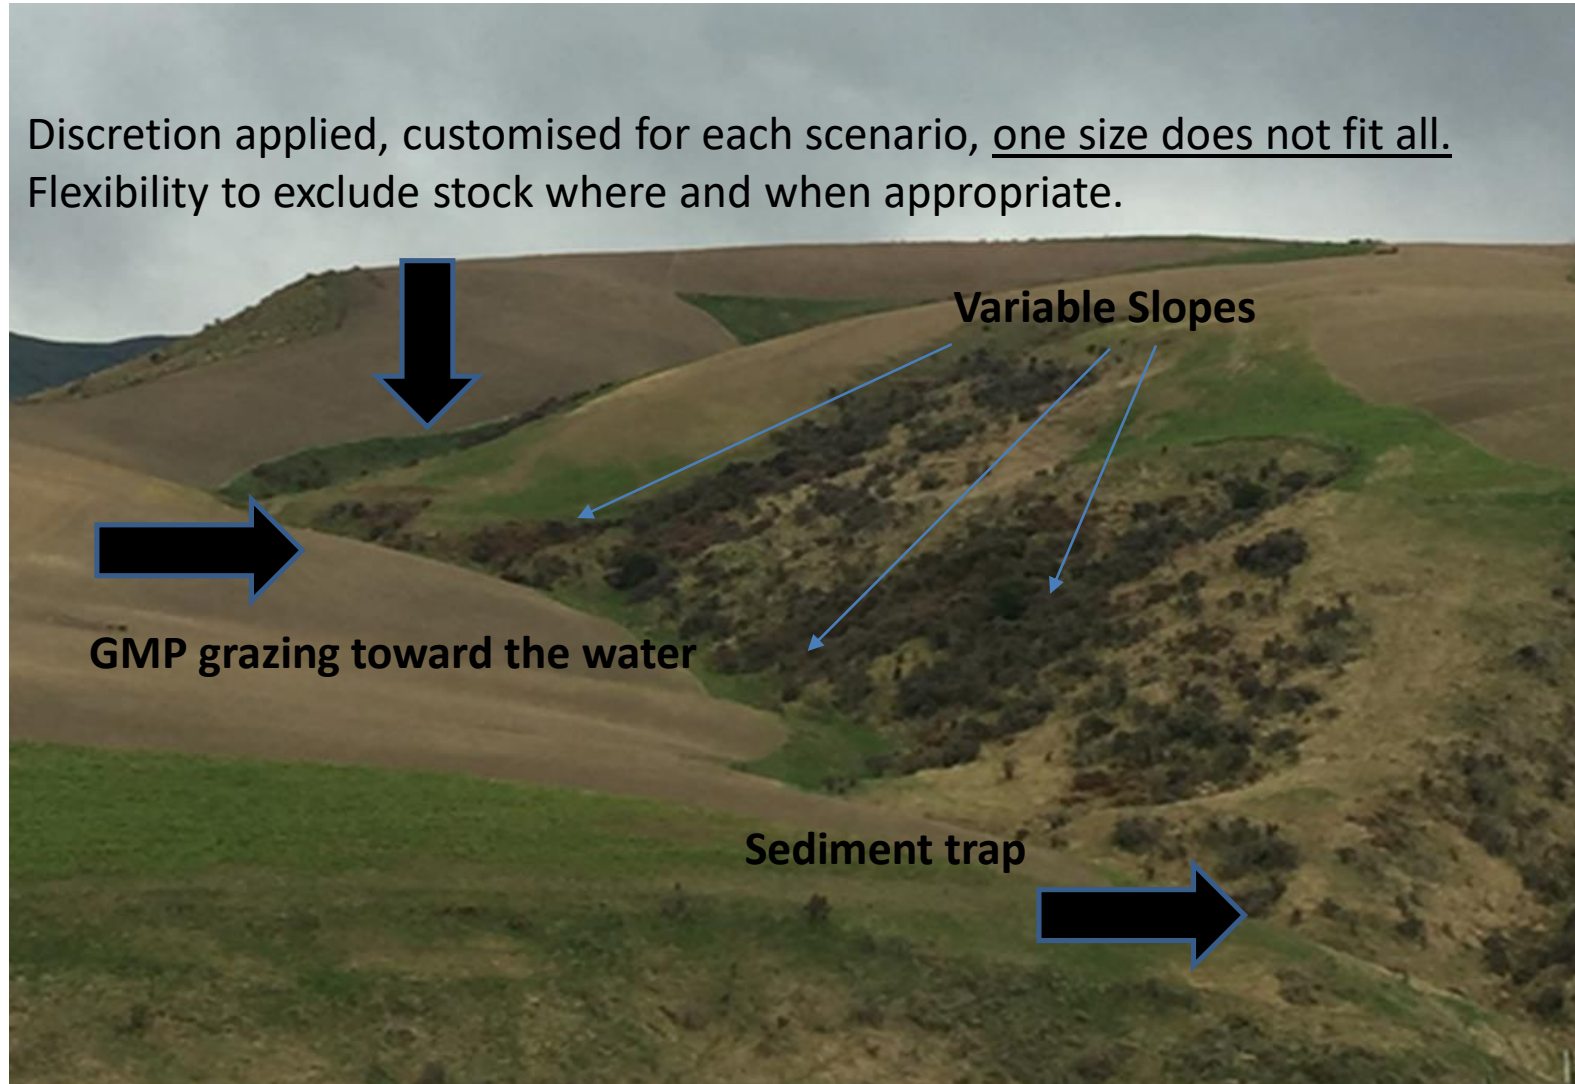 Discretion applied, customised for each scenario, one size does not fit all.
Flexibility to exclude stock where and when appropriate.
Variable Slopes
GMP grazing toward the water
Sediment trap